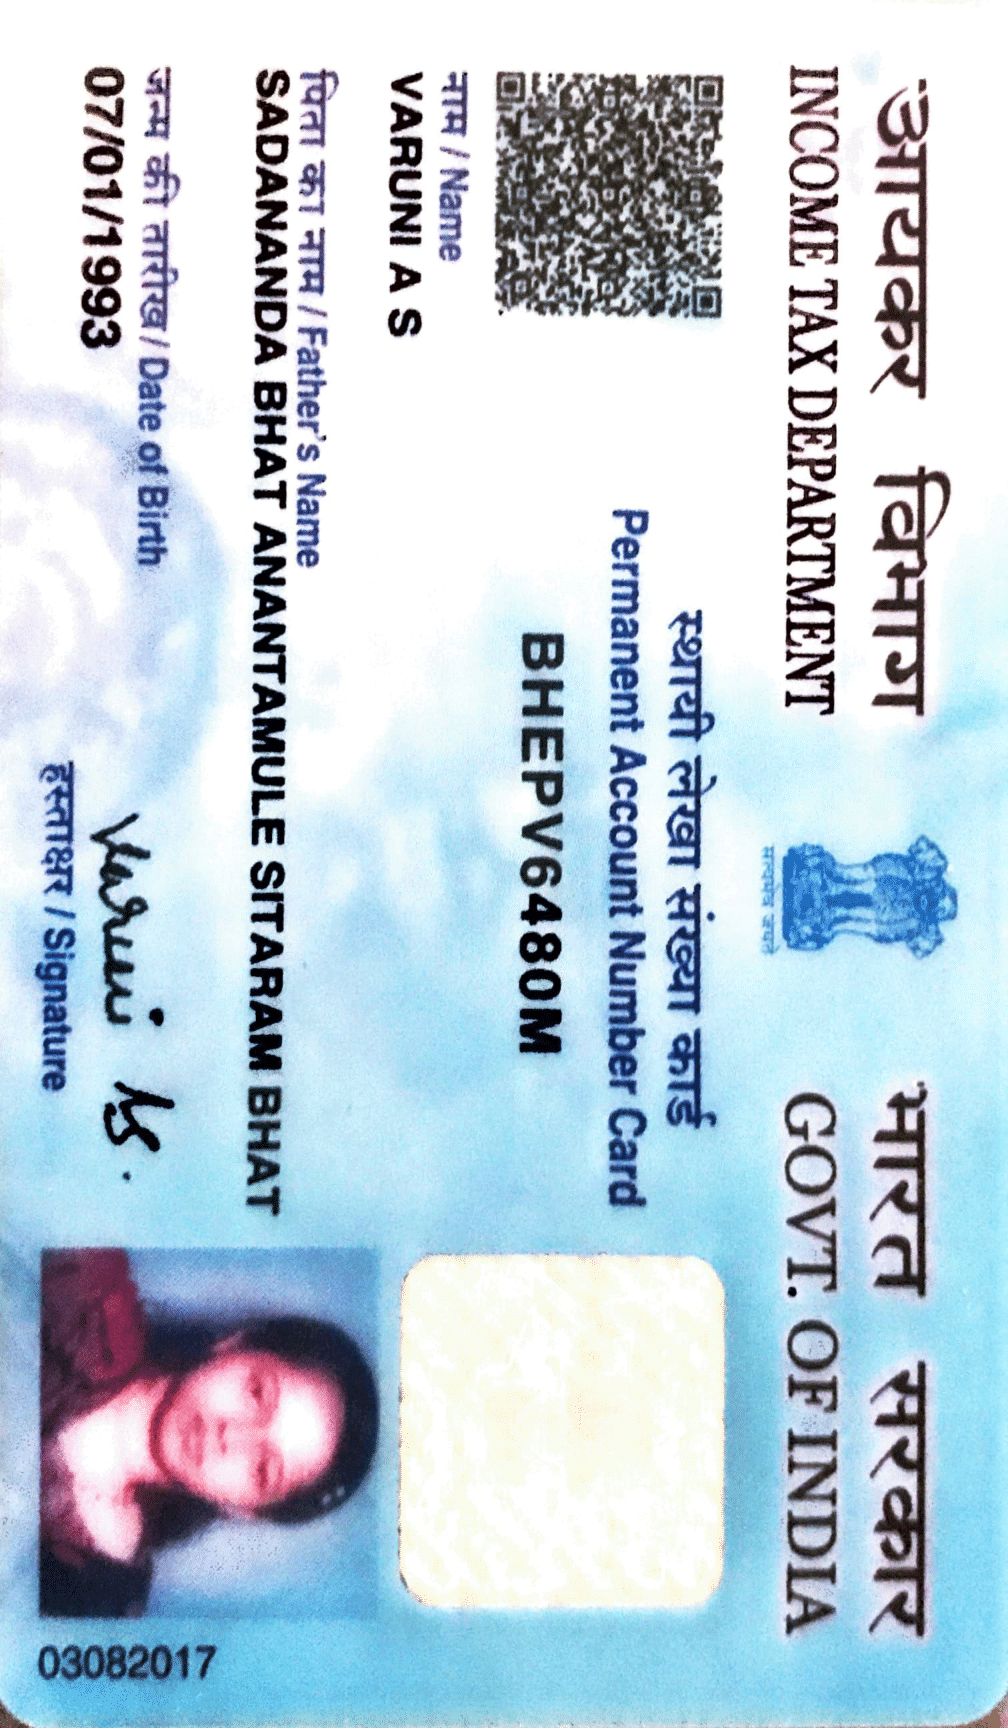 आयकर विभाग
INCOME TAX DEPARTMENT
सत्यमेव जयते
भारत सरकार
GOVT. OF INDIA
स्थायी लेखा संख्या कार्ड
Permanent Account Number Card
BHEPV6480M
नाम / Name
VARUNI A S
पिता का नाम / Father's Name
SADANANDA BHAT ANANTAMULE SITARAM BHAT
जन्म की तारीख / Date of Birth
07/01/1993
Varuni AS.
हस्ताक्षर / Signature
03082017